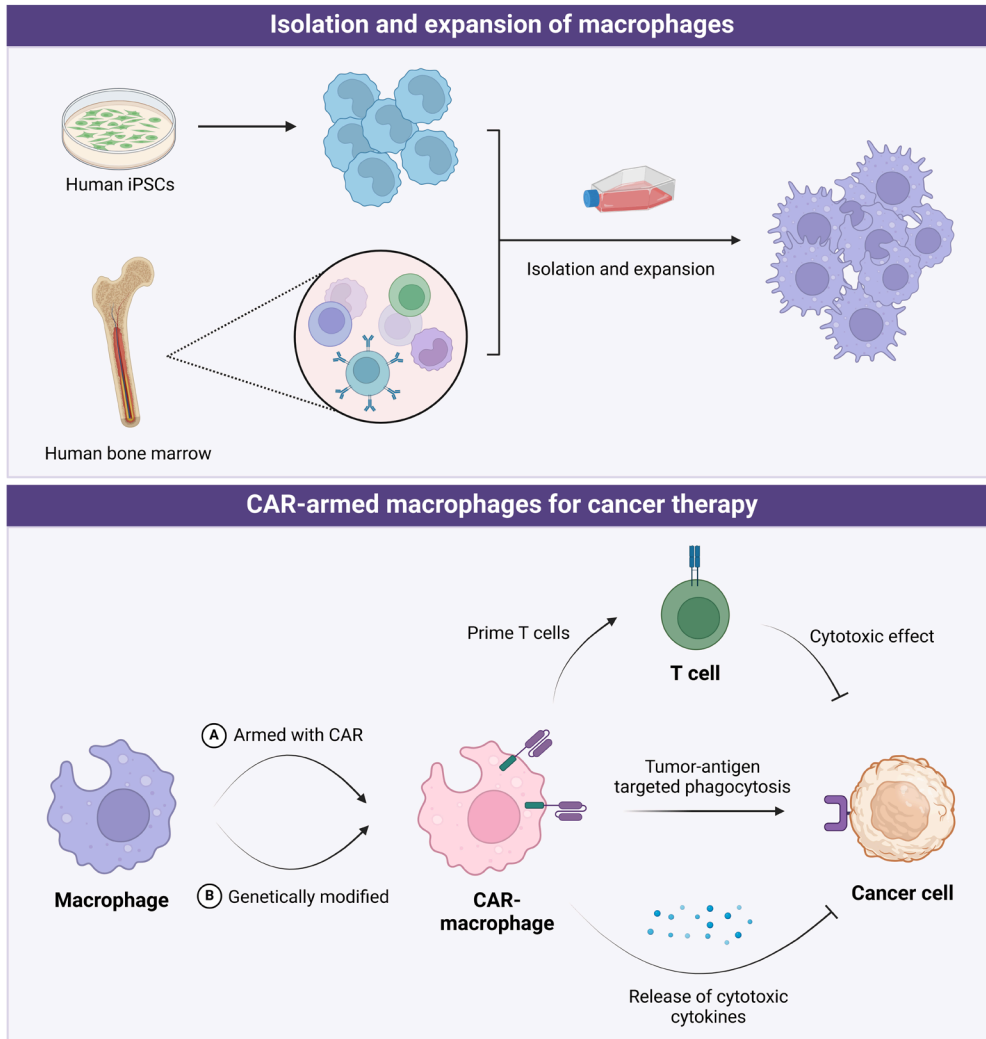 Isolation and expansion of macrophages
Human iPSCs
Isolation and expansion
Human bone marrow
CAR-armed macrophages for cancer therapy
Prime T cells
T cell
Cytotoxic effect
A Armed with CAR
Tumor-antigen
targeted phagocytosis
B Genetically modified
Macrophage
CAR-
macrophage
Cancer cell
Release of cytotoxic
cytokines